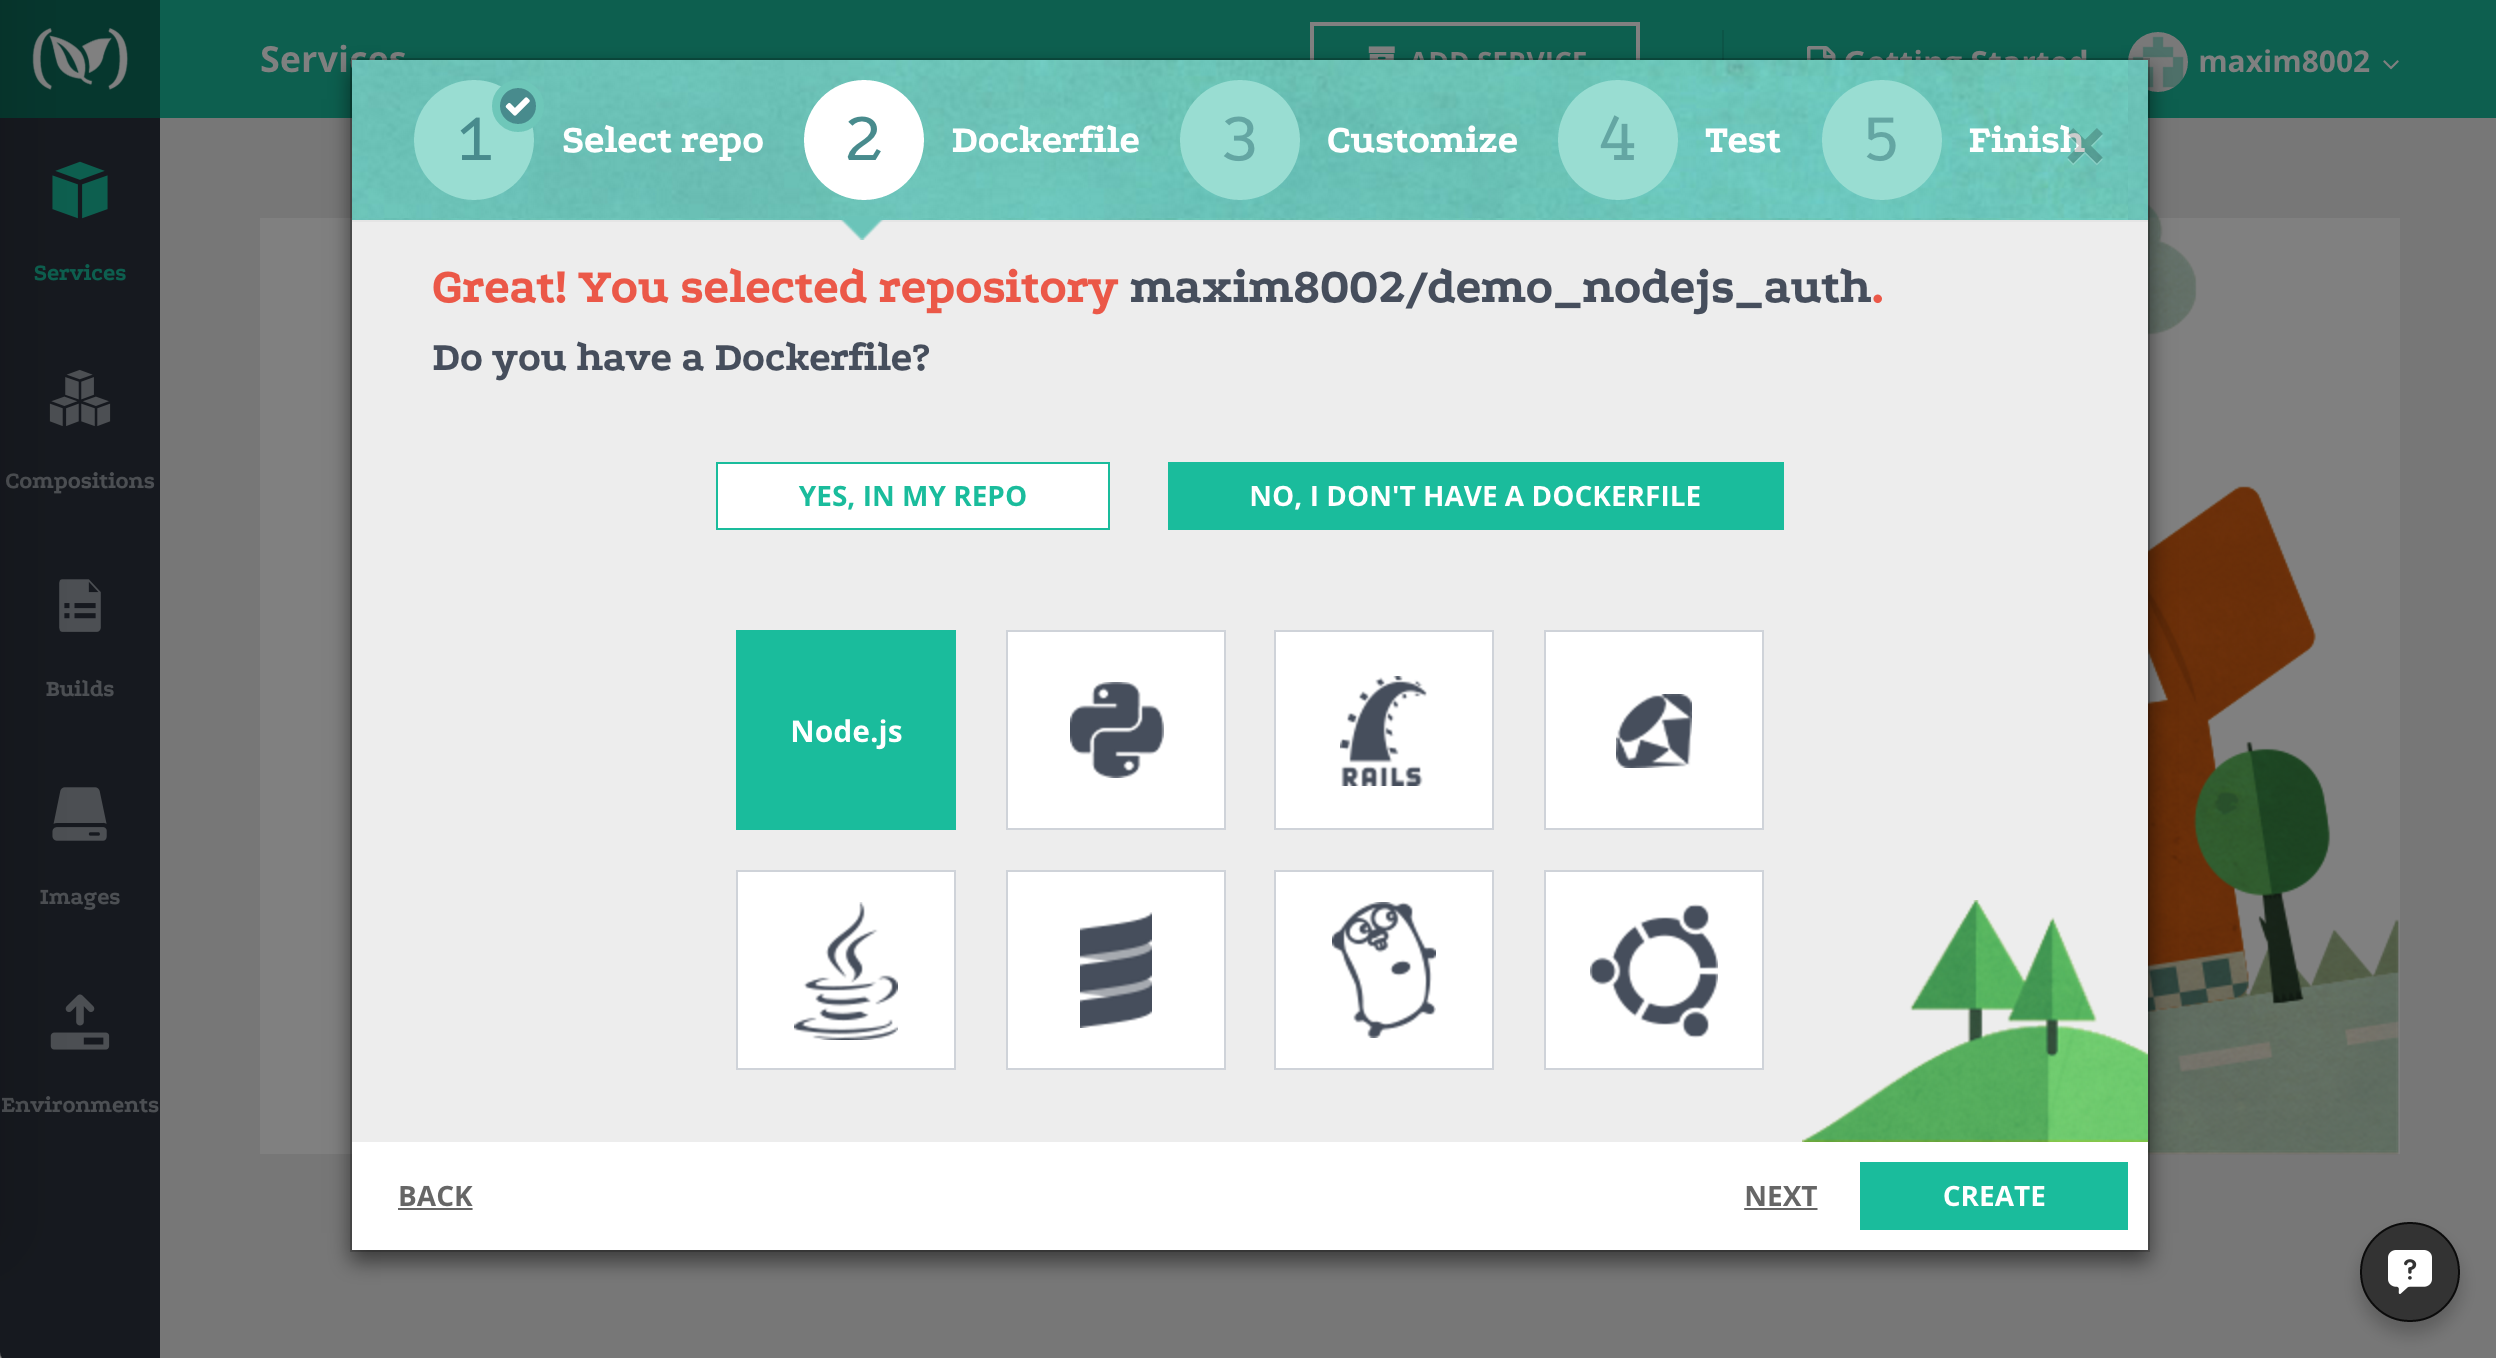 Services
ADD SERVICE
Getting Started
maxim8002
1
Select repo
2
Dockerfile
3
Customize
4
Test
5
Finish
Services
Compositions
Builds
Images
Environments
Great! You selected repository maxim8002/demo_nodejs_auth.
Do you have a Dockerfile?
YES, IN MY REPO
NO, I DON'T HAVE A DOCKERFILE
Node.js
RAILS
BACK
NEXT
CREATE
?